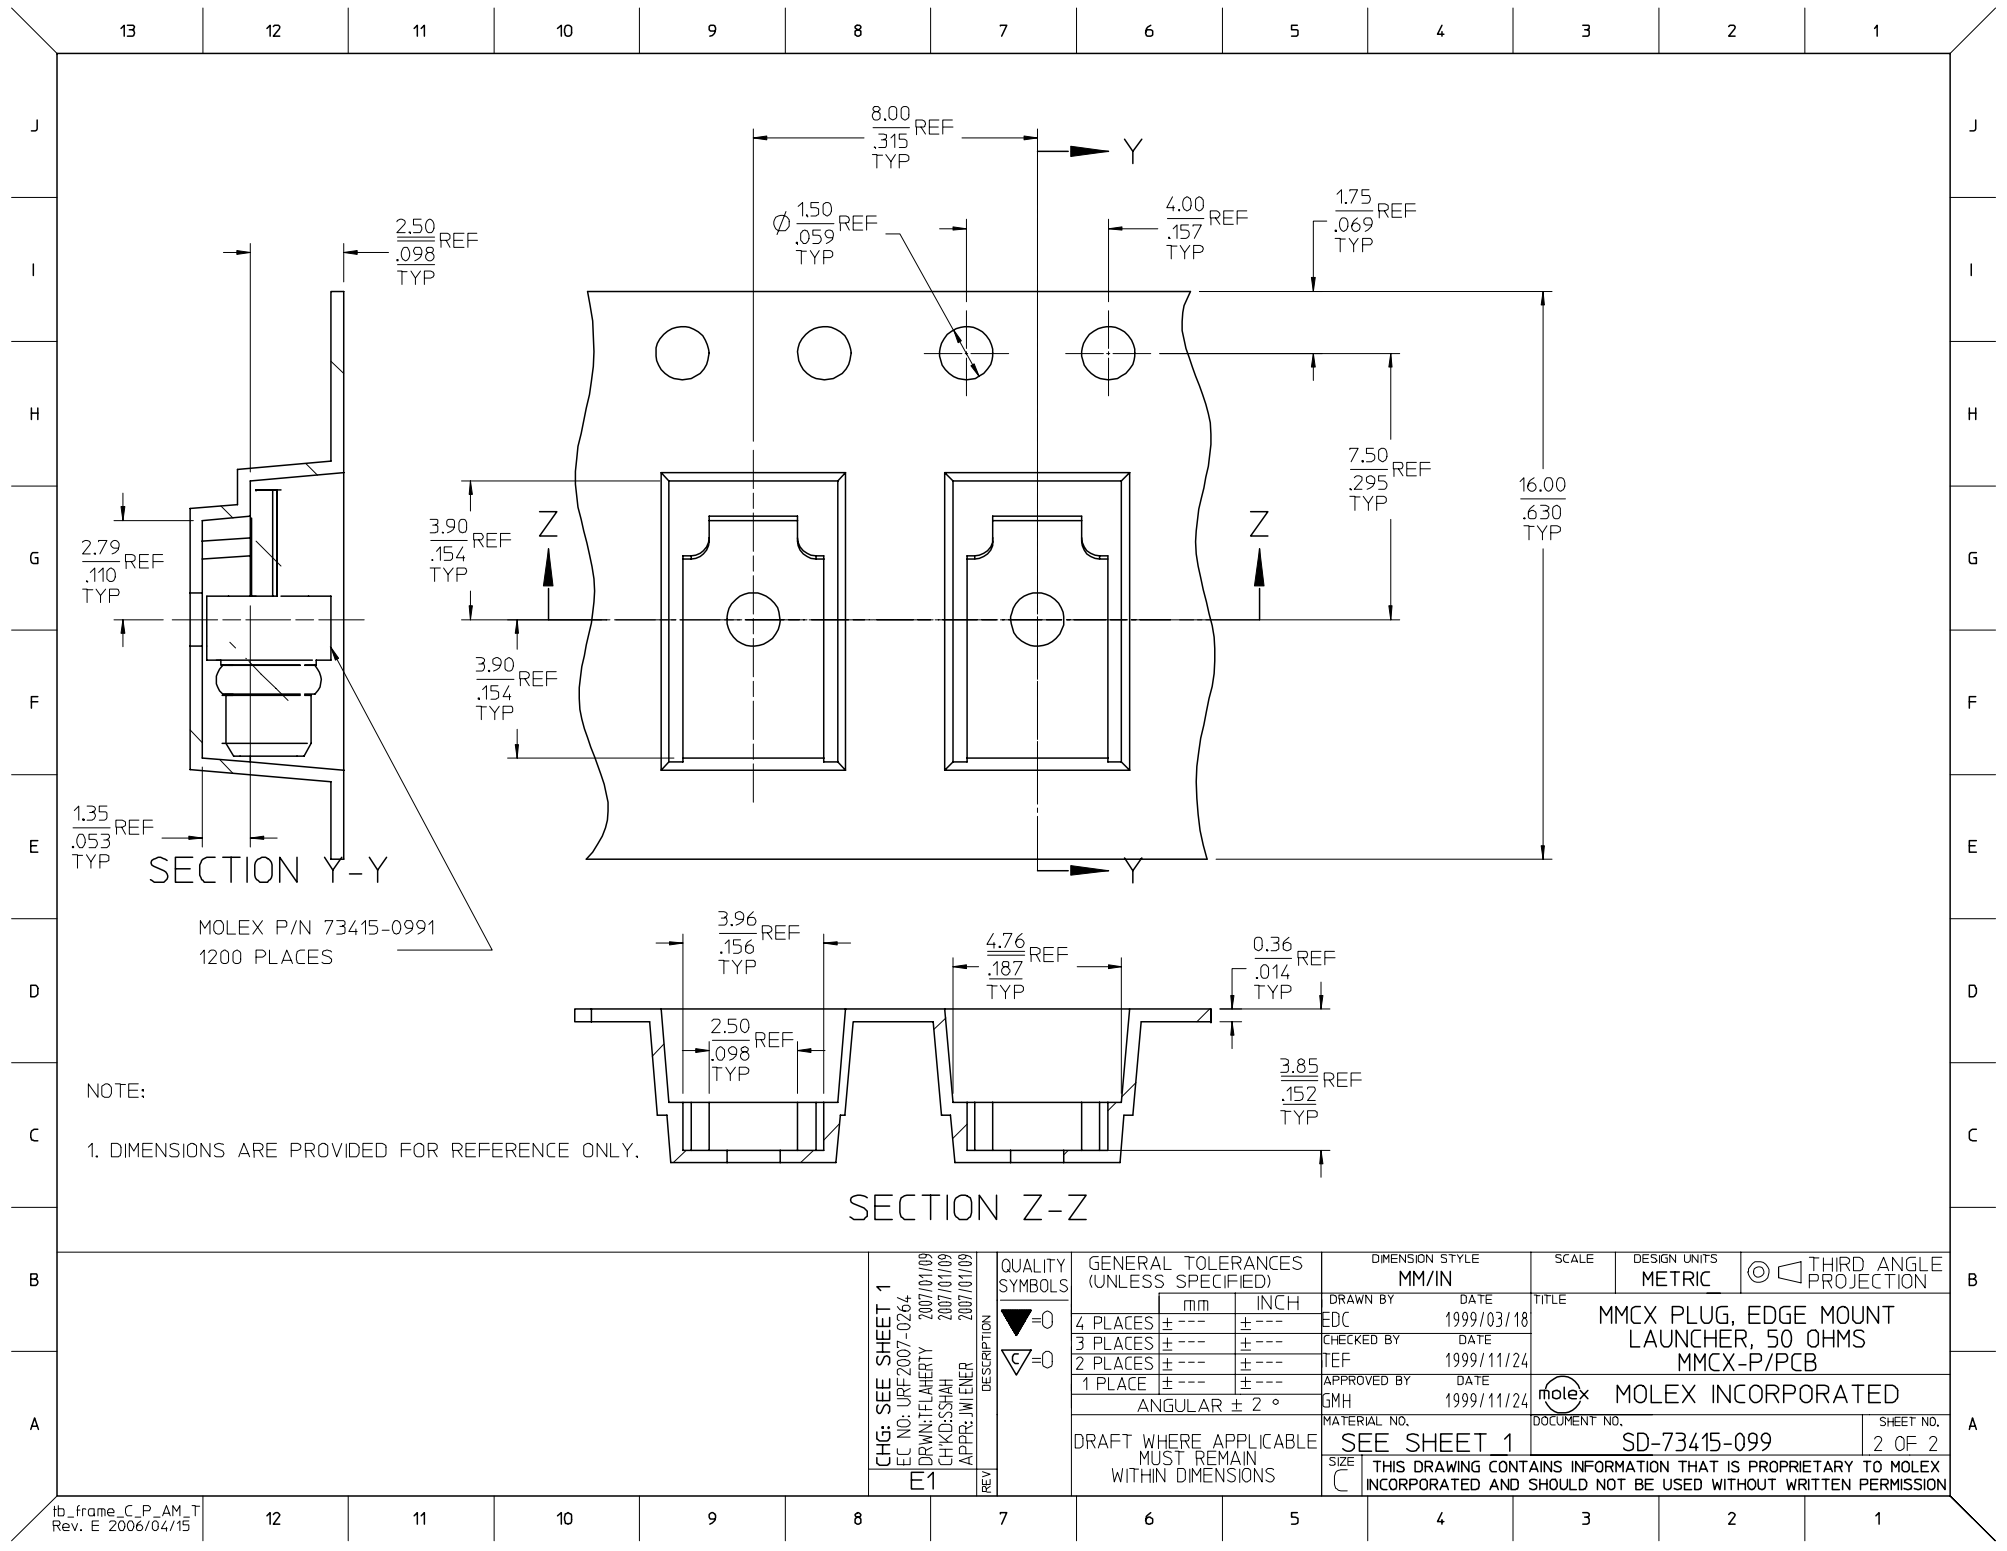 13 12 11 10 9 8 7 6 5 4 3 2 1
J
J
I
I
H
H
G
G
F
F
E
E
D
D
C
C
B
B
A
A
8.00
.315
REF
TYP
Y
2.50
.098
REF
TYP
Ø 1.50
.059
REF
TYP
4.00
.157
REF
TYP
1.75
.069
REF
TYP
7.50
.295
REF
TYP
16.00
.630
TYP
3.90
.154
REF
TYP
Z
Z
2.79
.110
REF
TYP
3.90
.154
REF
TYP
1.35
.053
REF
TYP
SECTION Y-Y
Y
MOLEX P/N 73415-0991
1200 PLACES
3.96
.156
REF
TYP
4.76
.187
REF
TYP
0.36
.014
REF
TYP
2.50
.098
REF
TYP
3.85
.152
REF
TYP
NOTE:
1. DIMENSIONS ARE PROVIDED FOR REFERENCE ONLY.
SECTION Z-Z
CHG: SEE SHEET 1
EC NO: URF2007-0264
DRWN:TFLAHERTY 2007/01/09
CH'KD:SSHAH 2007/01/09
APPR:JWIENER 2007/01/09
E1
DESCRIPTION
REV
QUALITY
SYMBOLS
=0
C=0
GENERAL TOLERANCES
(UNLESS SPECIFIED)
mm INCH
4 PLACES ± --- ± ---
3 PLACES ± --- ± ---
2 PLACES ± --- ± ---
1 PLACE ± --- ± ---
ANGULAR ± 2 °
DRAFT WHERE APPLICABLE
MUST REMAIN
WITHIN DIMENSIONS
DIMENSION STYLE
MM/IN
SCALE
DESIGN UNITS
METRIC
THIRD ANGLE
PROJECTION
DRAWN BY DATE
EDC 1999/03/18
CHECKED BY DATE
TEF 1999/11/24
APPROVED BY DATE
GMH 1999/11/24
TITLE
MMCX PLUG, EDGE MOUNT
LAUNCHER, 50 OHMS
MMCX-P/PCB
molex MOLEX INCORPORATED
MATERIAL NO.
SEE SHEET 1
DOCUMENT NO.
SD-73415-099
SHEET NO.
2 OF 2
SIZE
C
THIS DRAWING CONTAINS INFORMATION THAT IS PROPRIETARY TO MOLEX
INCORPORATED AND SHOULD NOT BE USED WITHOUT WRITTEN PERMISSION
tb_frame_C_P_AM_T
Rev. E 2006/04/15
12 11 10 9 8 7 6 5 4 3 2 1